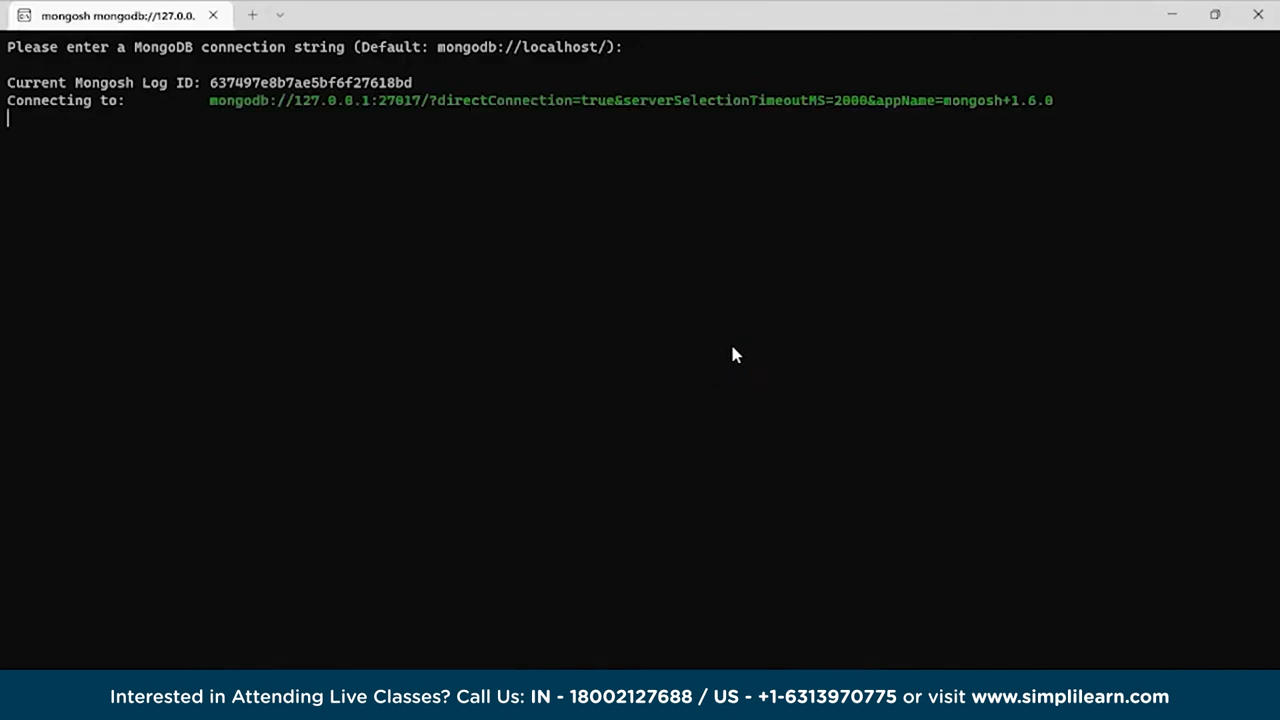 mongosh mongodb://127.0.0.
Please enter a MongoDB connection string (Default: mongodb://localhost/):
Current Mongosh Log ID: 637497e8b7ae5bf6f27618bd
Connecting to: mongodb://127.0.0.1:27017/?directConnection=true&serverSelectionTimeoutMS=2000&appName=mongosh+1.6.0
Interested in Attending Live Classes? Call Us: IN - 18002127688 / US - +1-6313970775 or visit www.simplilearn.com